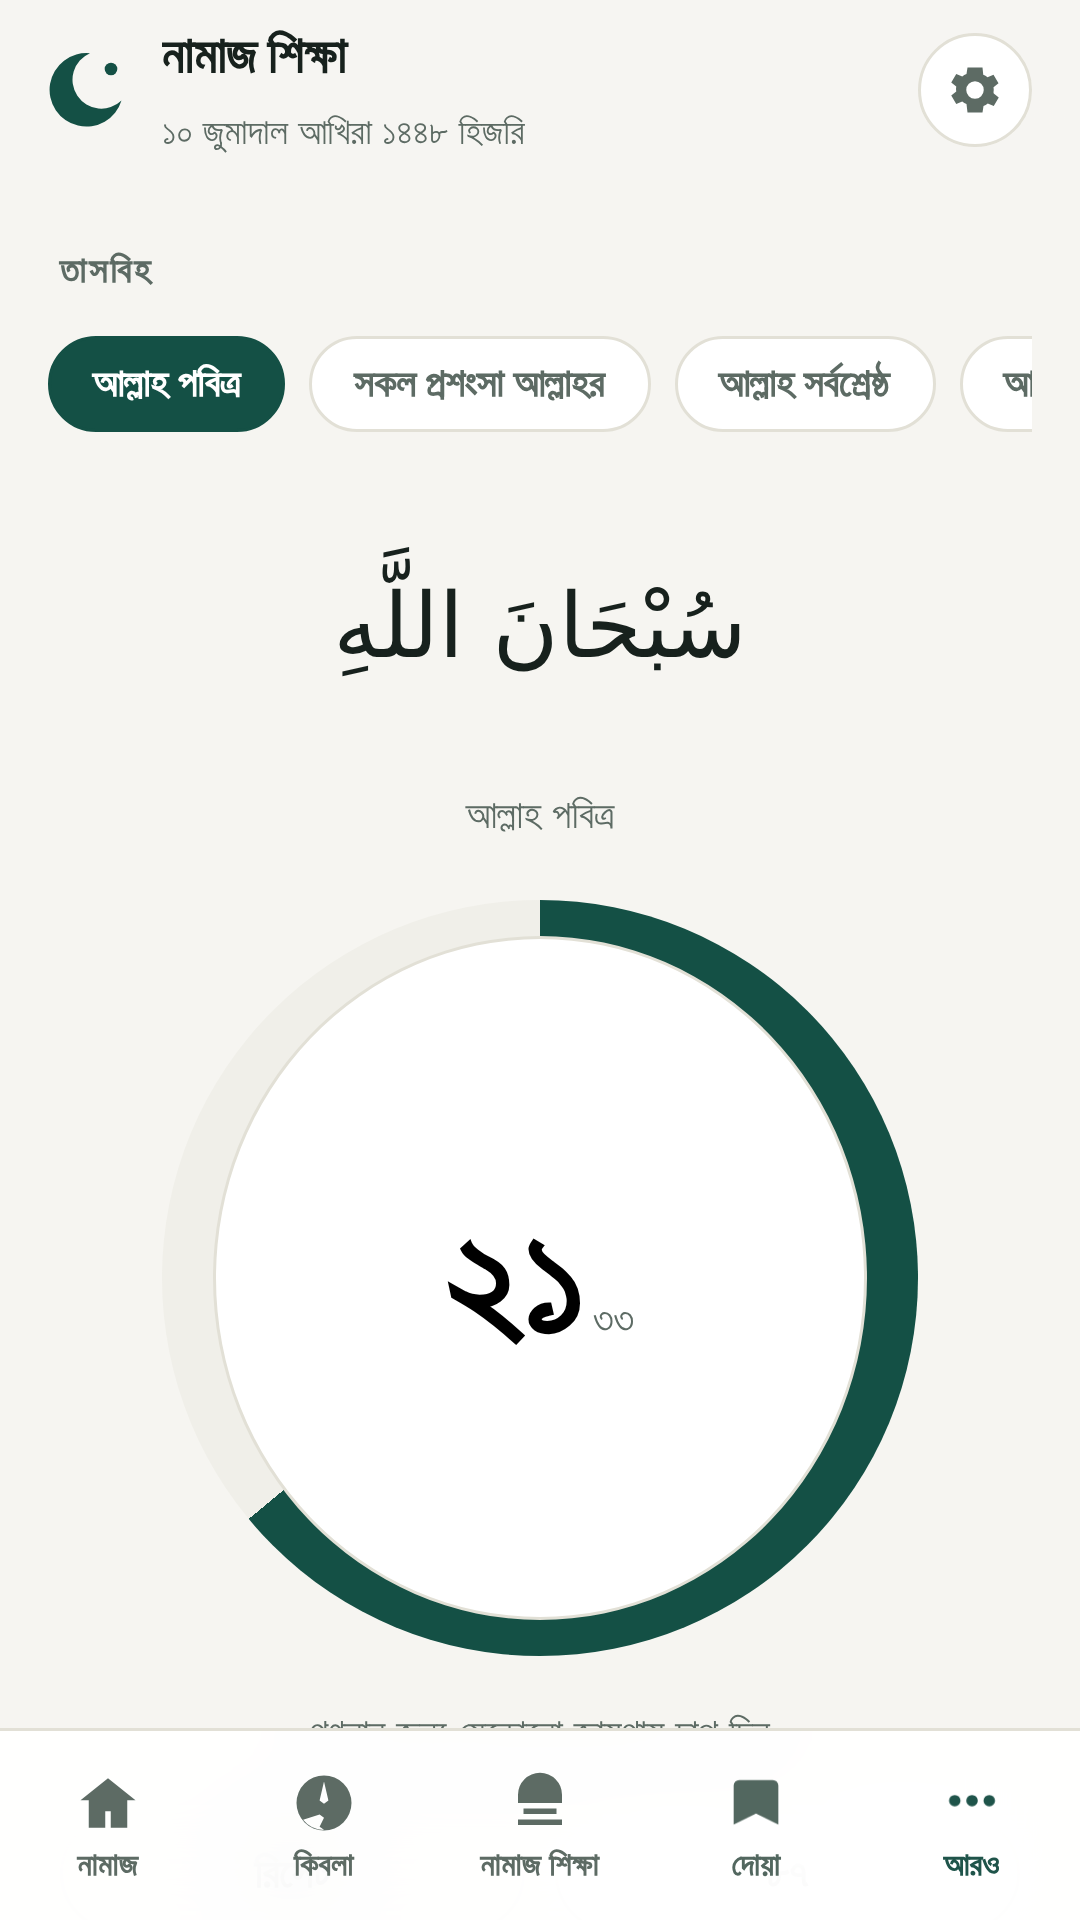 নামাজ শিক্ষা
১০ জুমাদাল আখিরা ১৪৪৮ হিজরি
তাসবিহ
আল্লাহ পবিত্র
সকল প্রশংসা আল্লাহর
আল্লাহ সর্বশ্রেষ্ঠ
سُبْحَانَ اللَّهِ
আল্লাহ পবিত্র
২১ ৩৩
নামাজ
কিবলা
নামাজ শিক্ষা
দোয়া
আরও